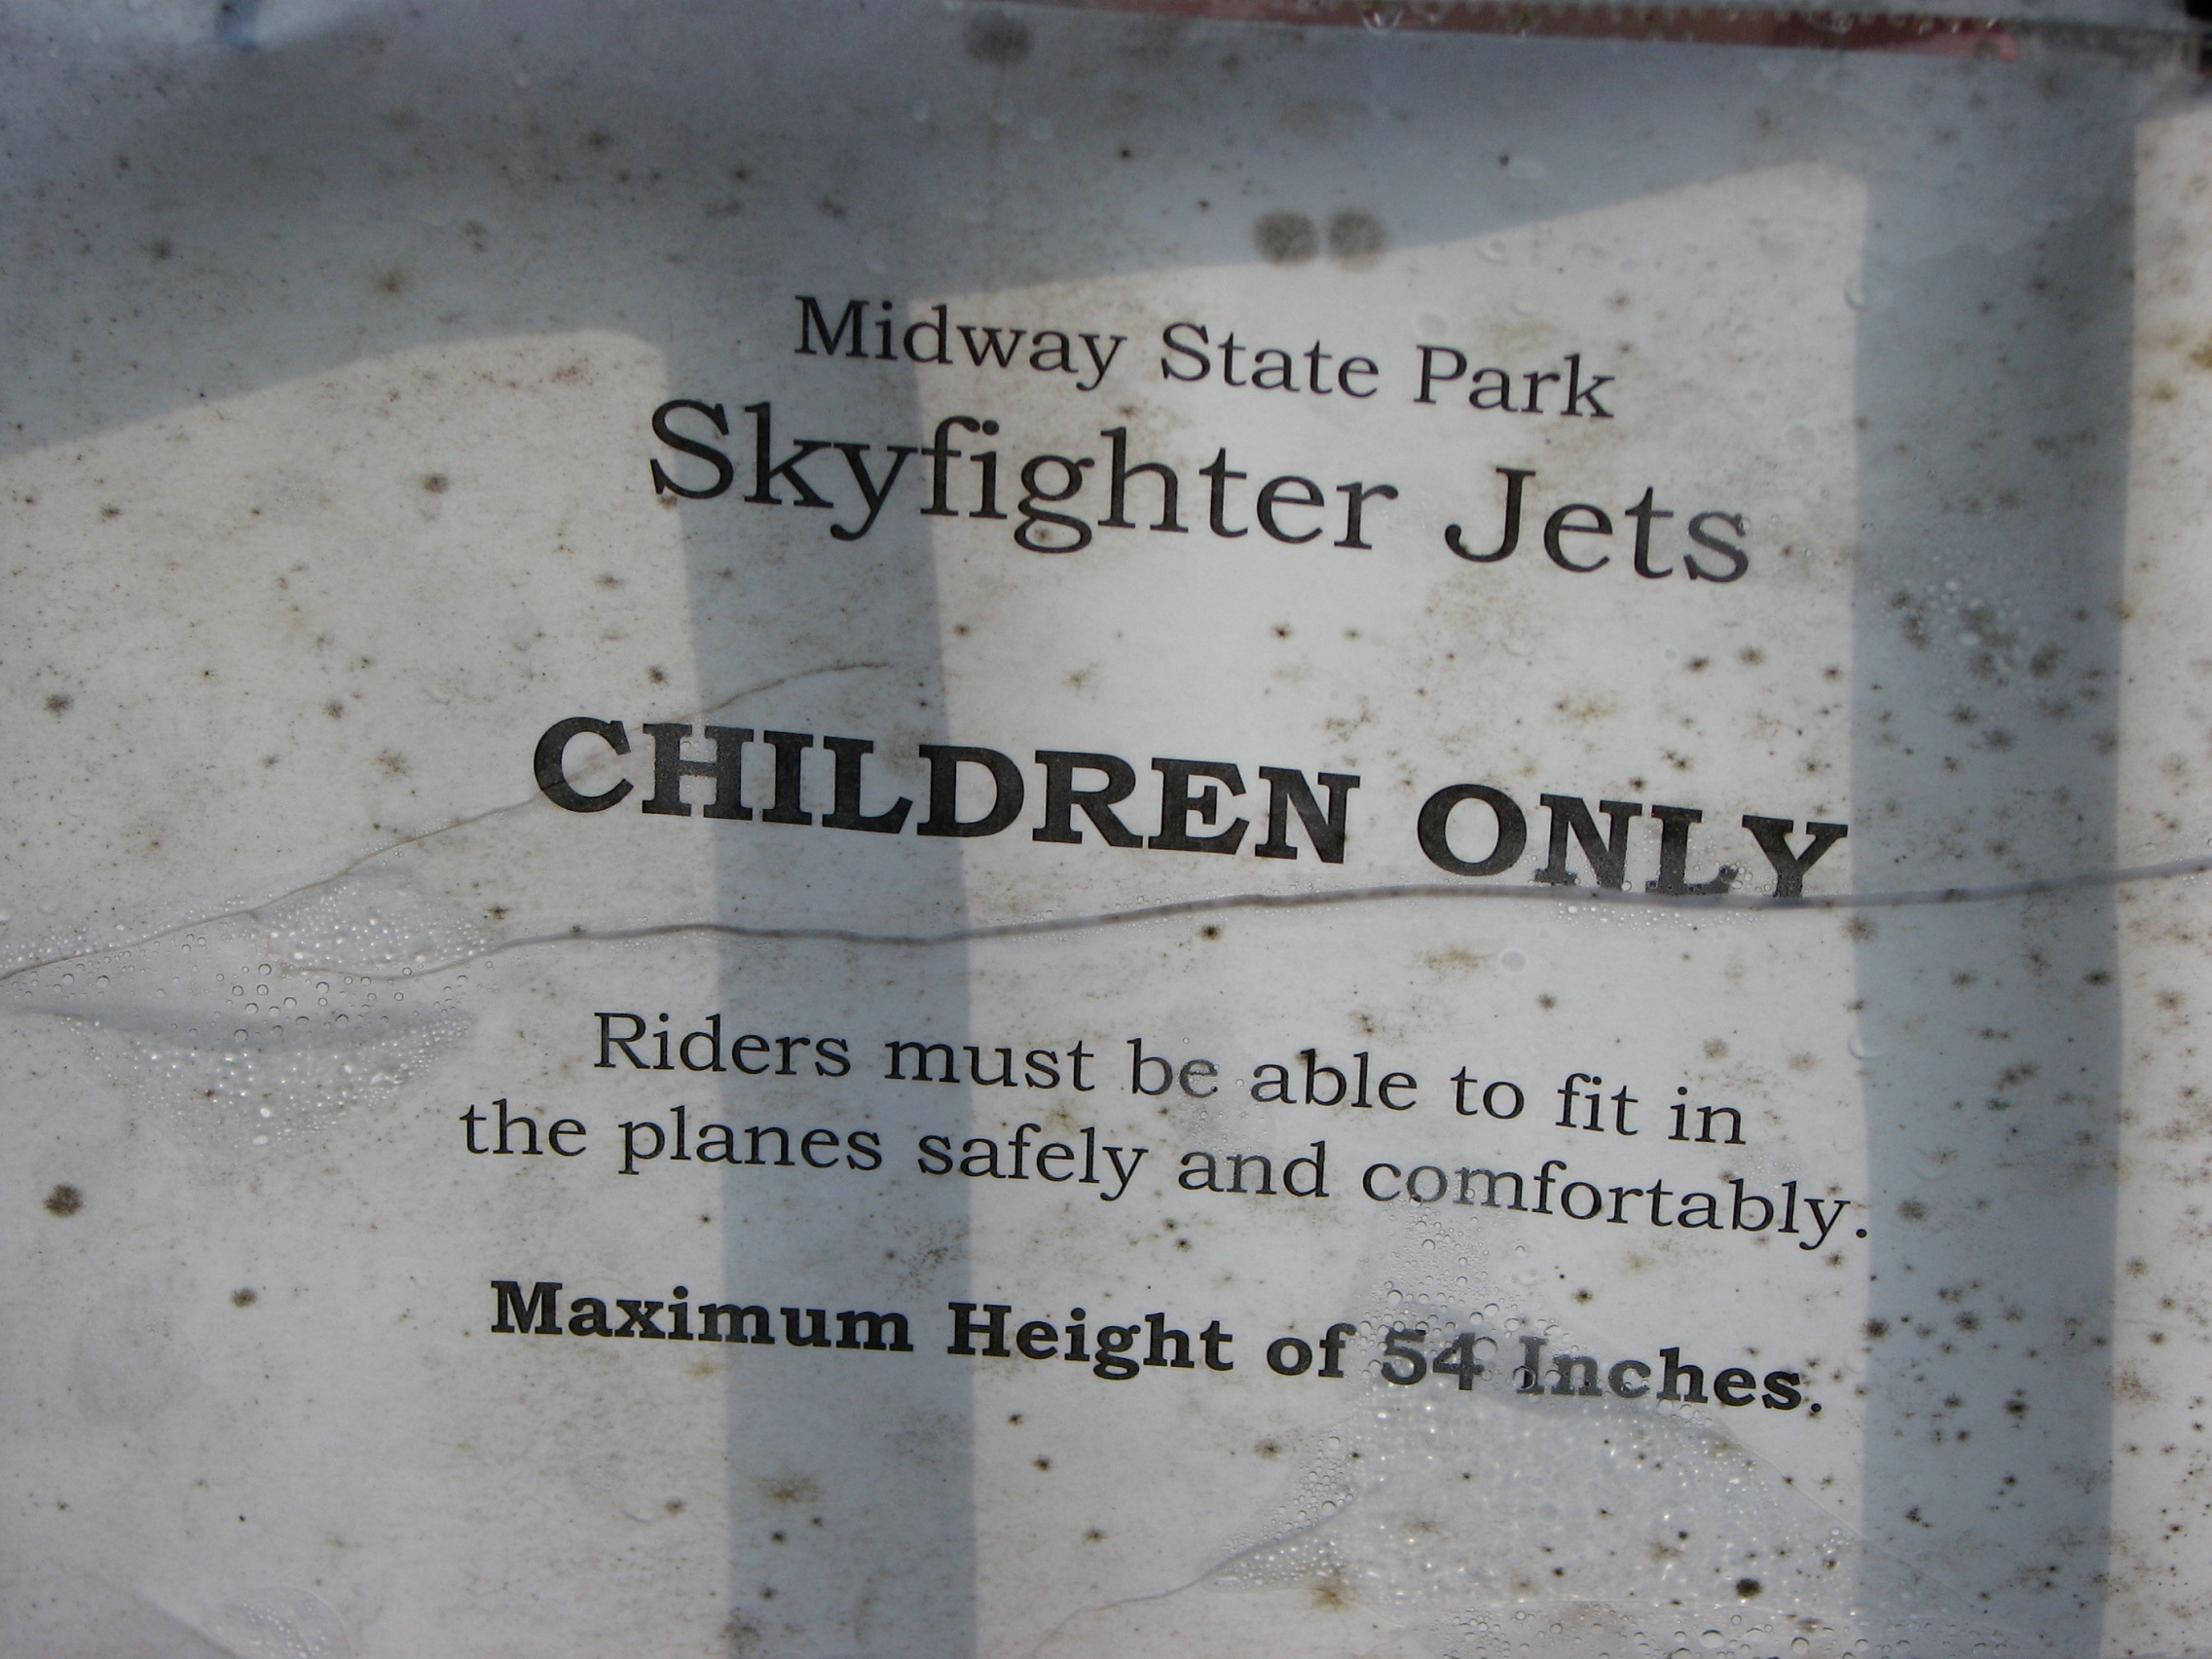 Midway State Park
Skyfighter Jets
CHILDREN ONLY
Riders must be able to fit in
the planes safely and comfortably.
Maximum Height of 54 Inches.